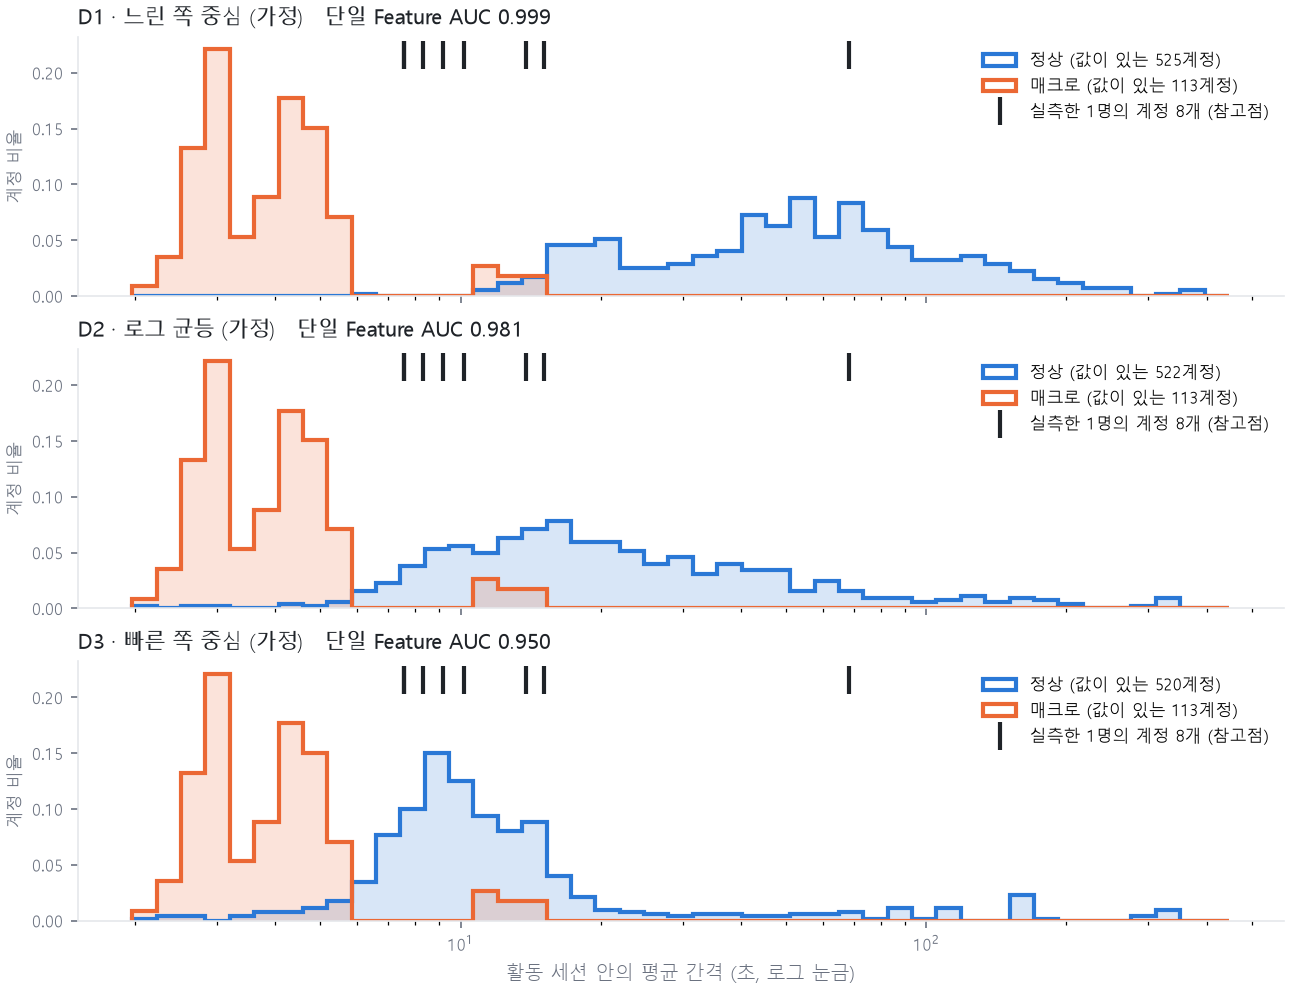 D1 · 느린 쪽 중심 (가정)   단일 Feature AUC 0.999
계정 비율
0.20
0.15
0.10
0.05
0.00
정상 (값이 있는 525계정)
매크로 (값이 있는 113계정)
실측한 1명의 계정 8개 (참고점)
D2 · 로그 균등 (가정)   단일 Feature AUC 0.981
계정 비율
0.20
0.15
0.10
0.05
0.00
정상 (값이 있는 522계정)
매크로 (값이 있는 113계정)
실측한 1명의 계정 8개 (참고점)
D3 · 빠른 쪽 중심 (가정)   단일 Feature AUC 0.950
계정 비율
0.20
0.15
0.10
0.05
0.00
정상 (값이 있는 520계정)
매크로 (값이 있는 113계정)
실측한 1명의 계정 8개 (참고점)
10¹ 10²
활동 세션 안의 평균 간격 (초, 로그 눈금)